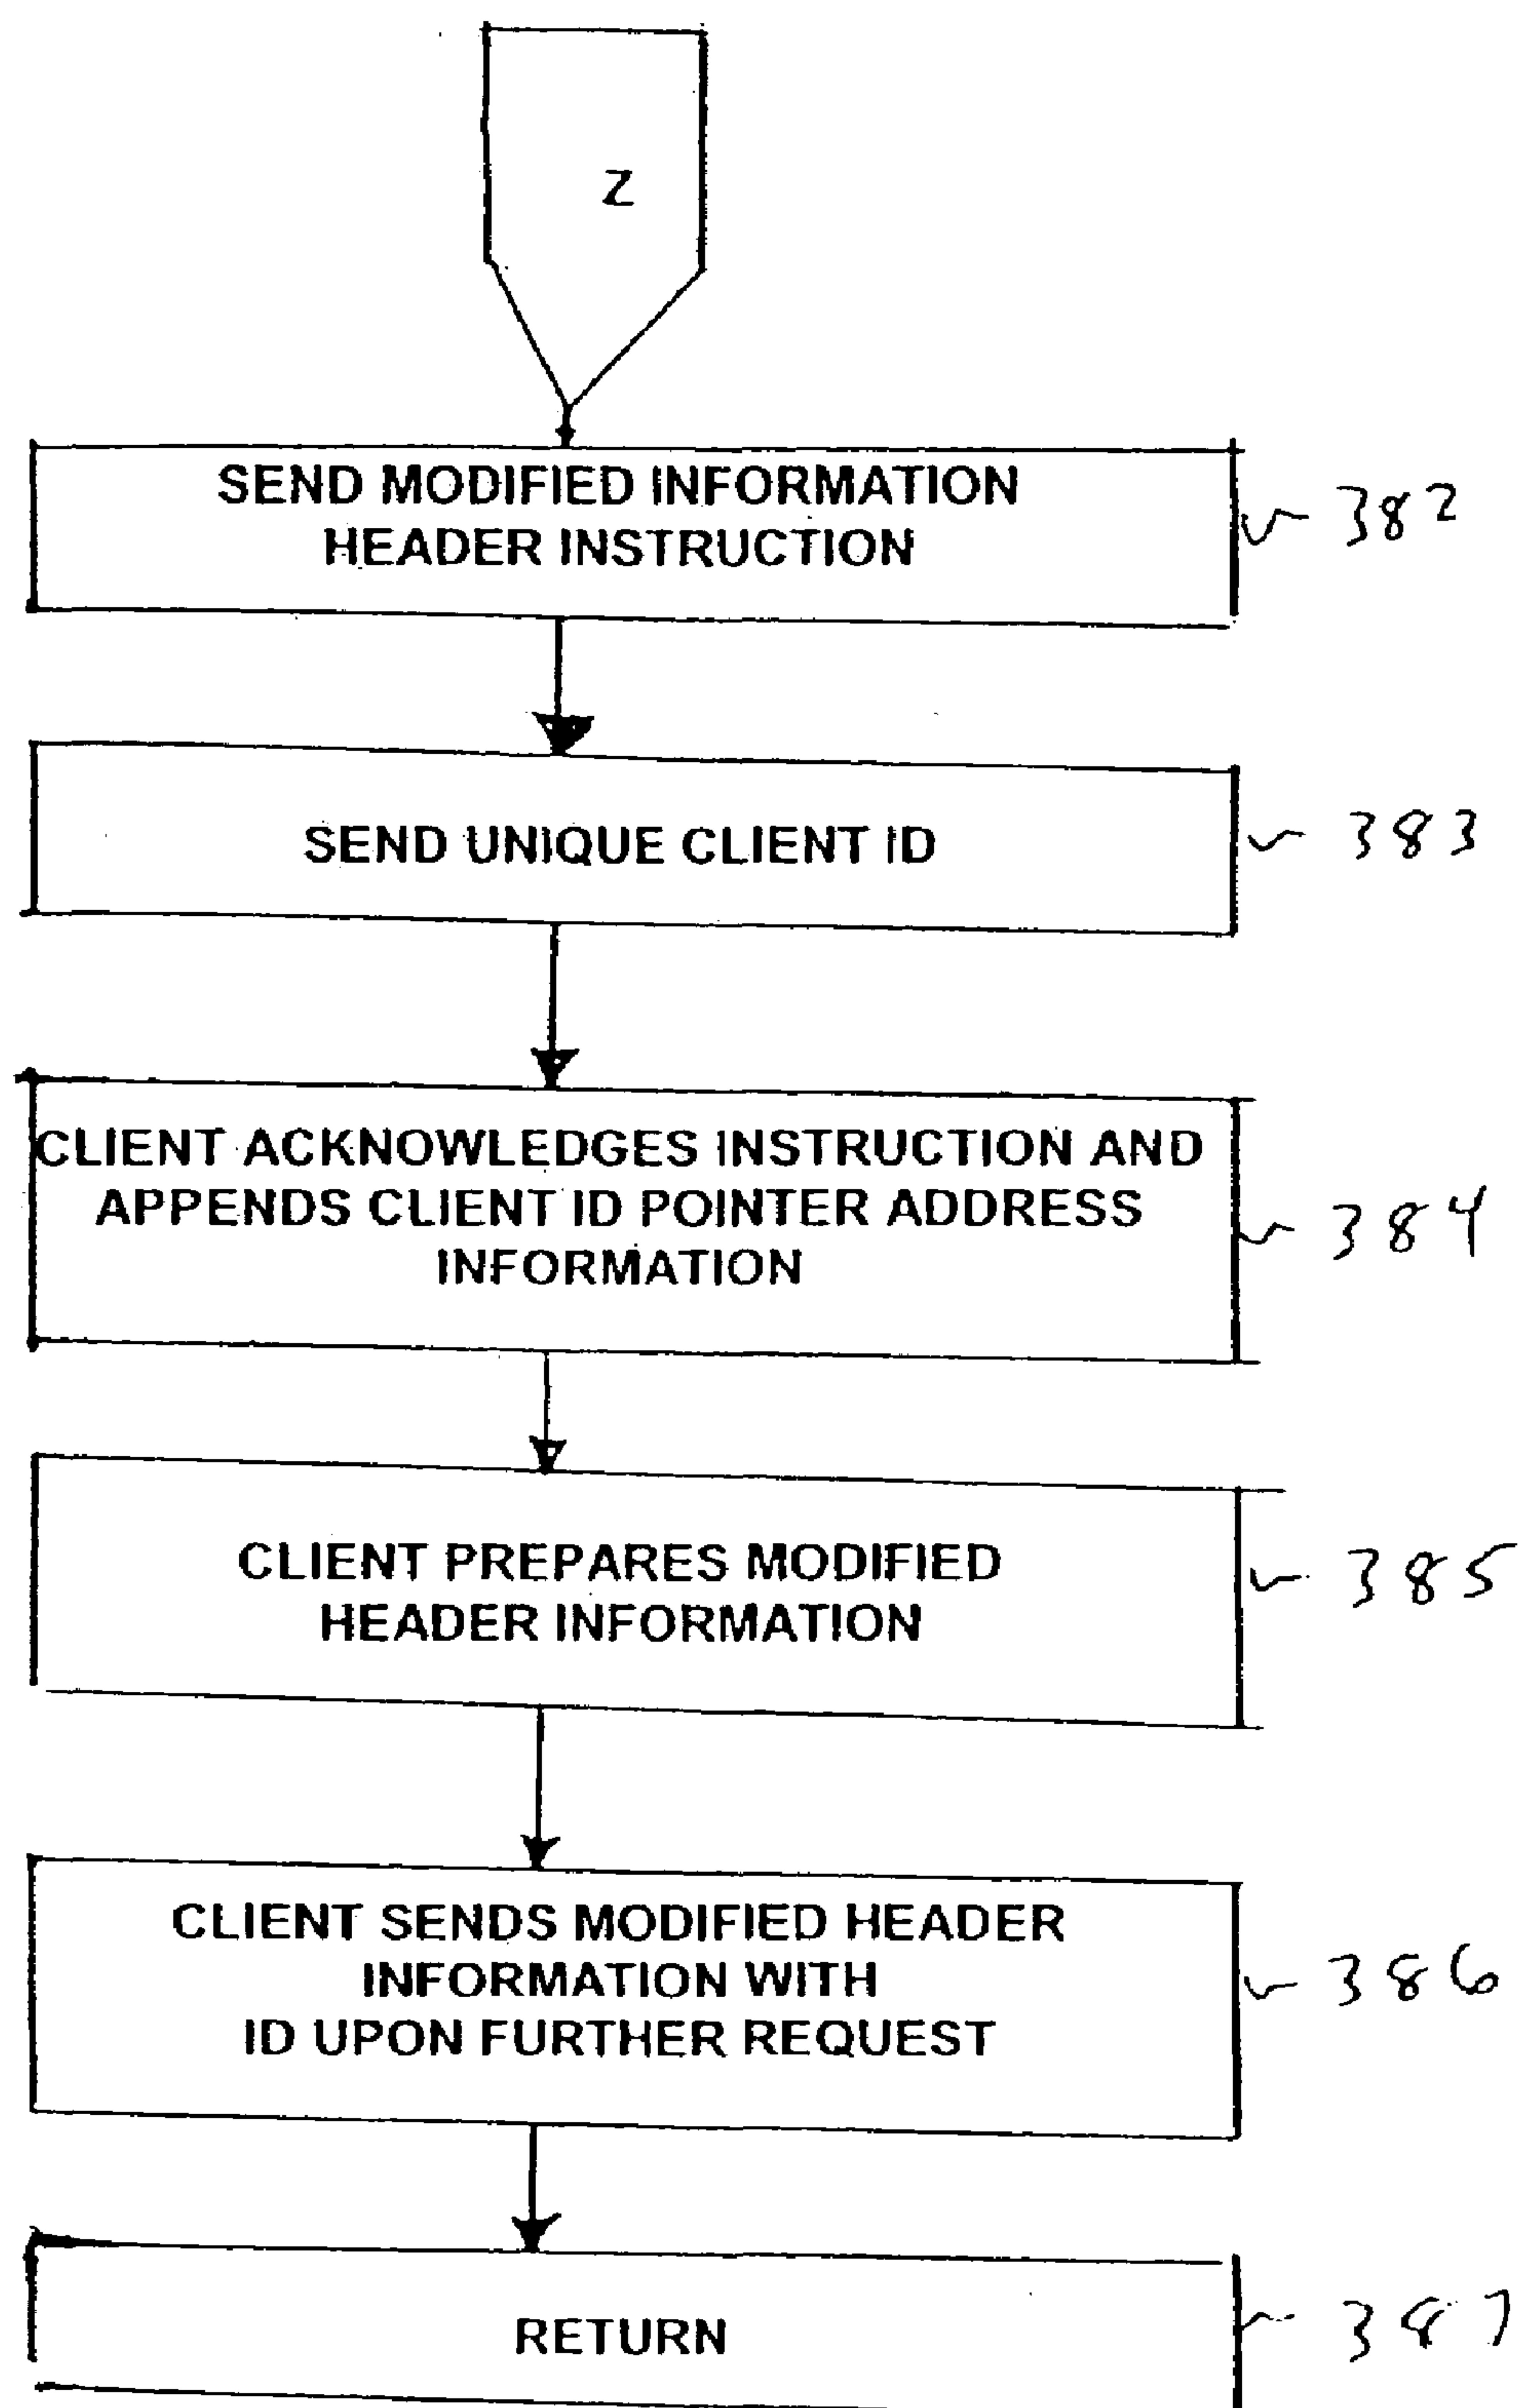 Z
SEND MODIFIED INFORMATION
HEADER INSTRUCTION
382
SEND UNIQUE CLIENT ID
383
CLIENT ACKNOWLEDGES INSTRUCTION AND
APPENDS CLIENT ID POINTER ADDRESS
INFORMATION
384
CLIENT PREPARES MODIFIED
HEADER INFORMATION
385
CLIENT SENDS MODIFIED HEADER
INFORMATION WITH
ID UPON FURTHER REQUEST
386
RETURN
387